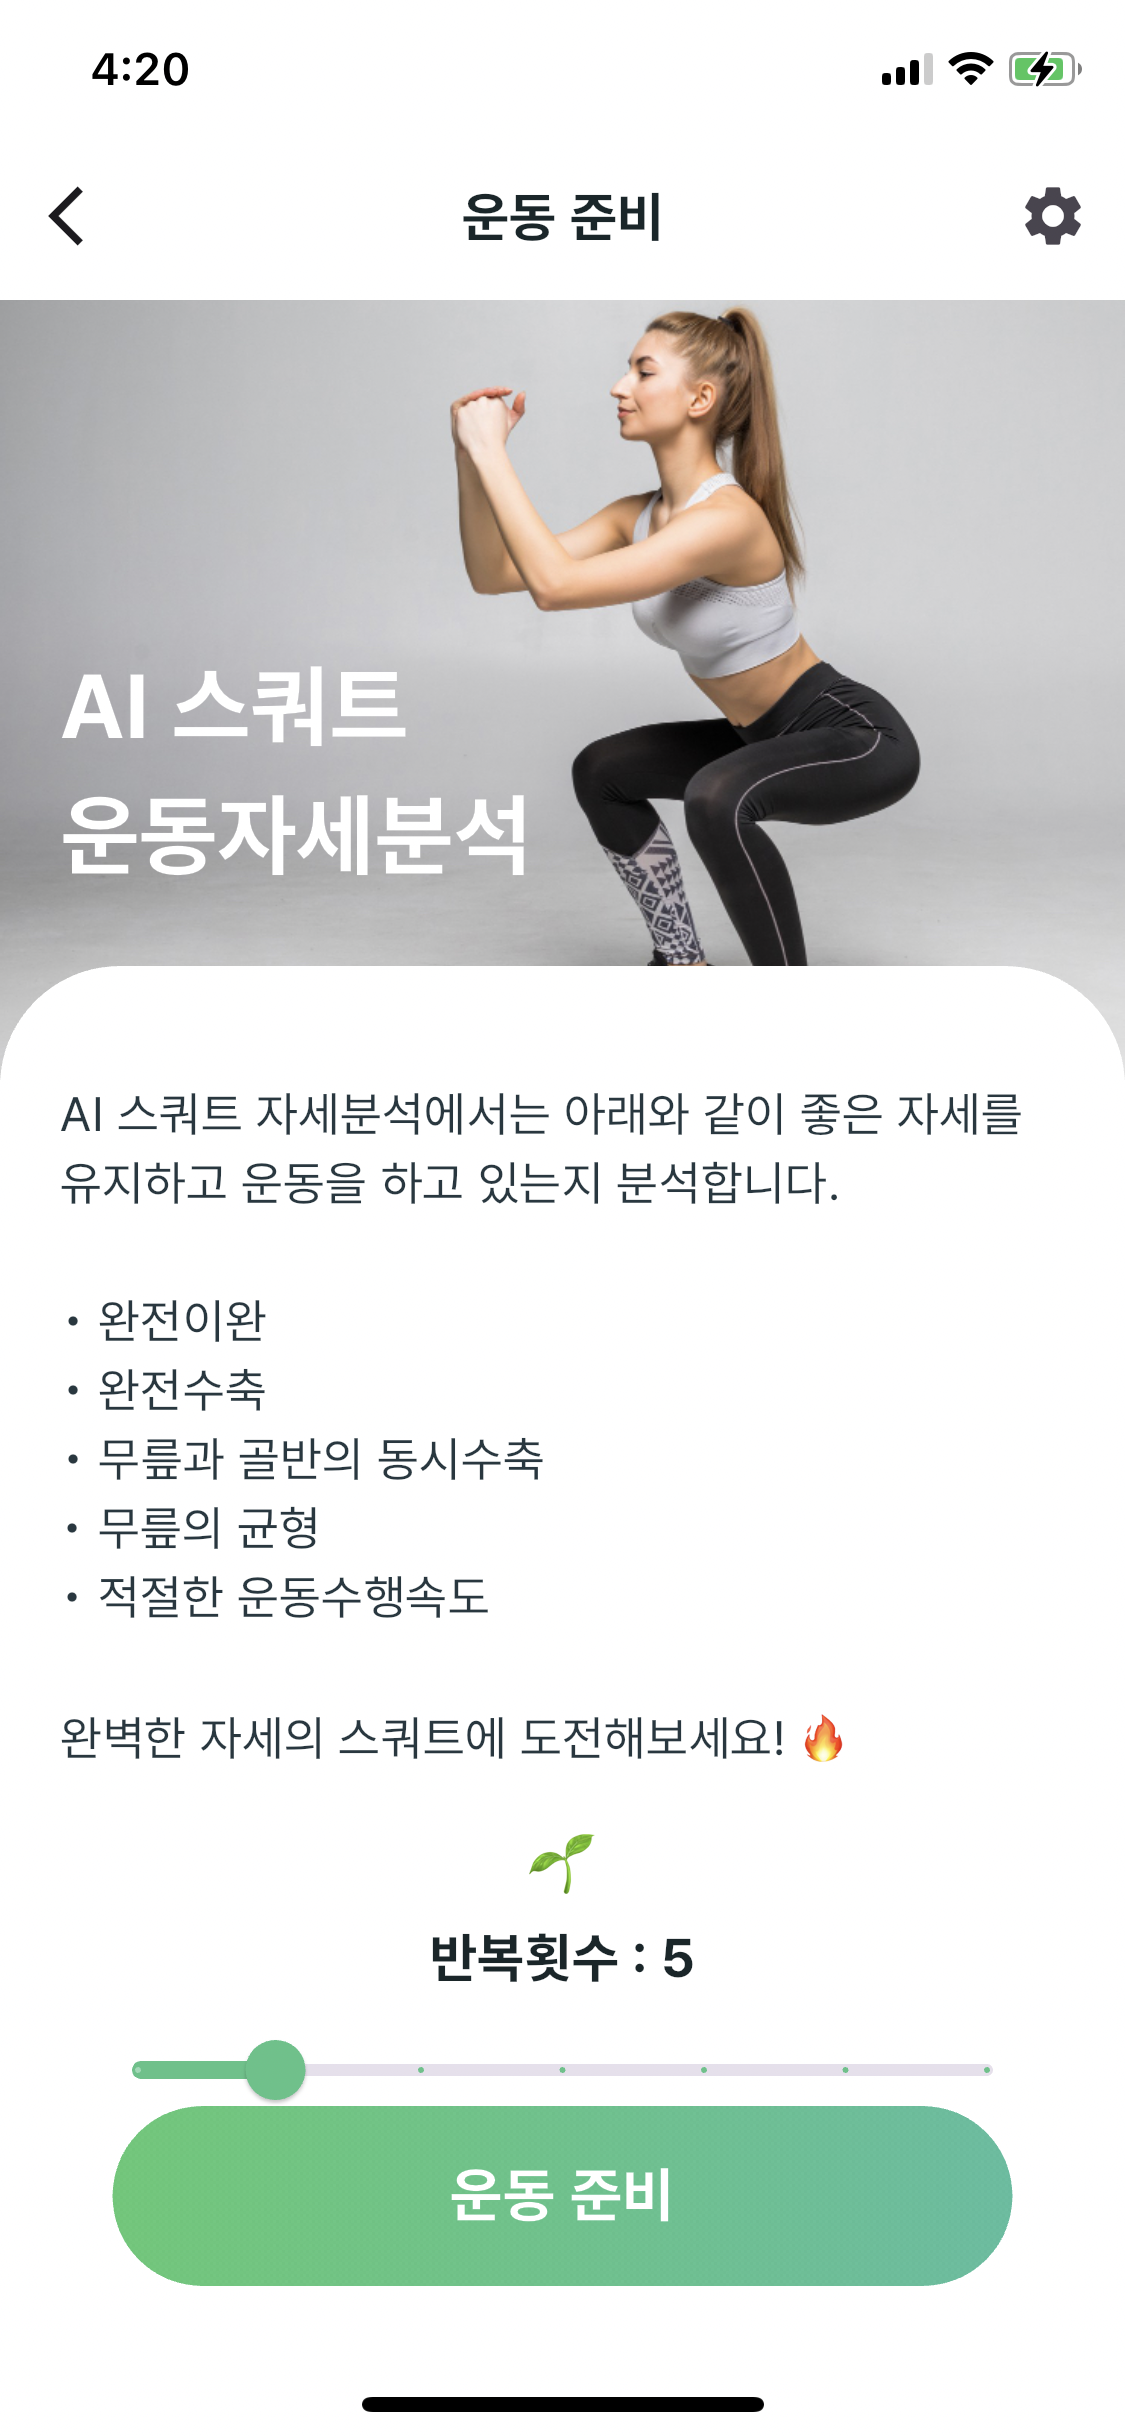 4:20
운동 준비
AI 스쿼트
운동자세분석
AI 스쿼트 자세분석에서는 아래와 같이 좋은 자세를
유지하고 운동을 하고 있는지 분석합니다.
• 완전이완
• 완전수축
• 무릎과 골반의 동시수축
• 무릎의 균형
• 적절한 운동수행속도
완벽한 자세의 스쿼트에 도전해보세요! 🔥
🌱
반복횟수 : 5
운동 준비